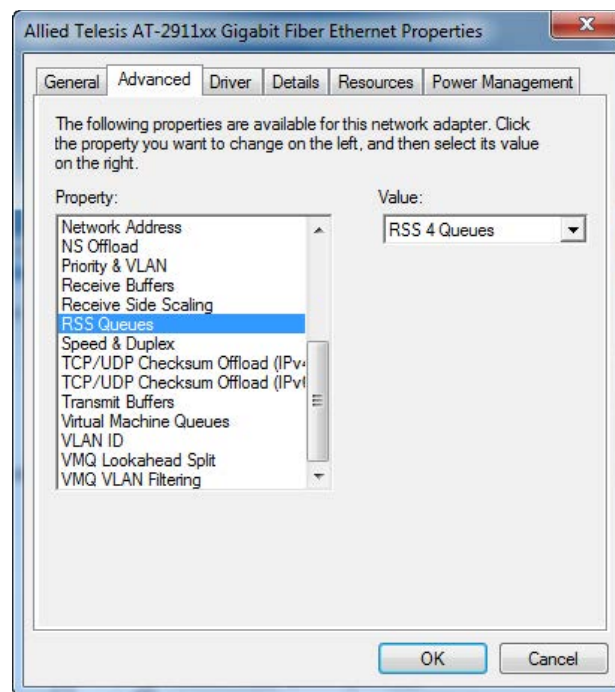 Allied Telesis AT-2911xx Gigabit Fiber Ethernet Properties
General Advanced Driver Details Resources Power Management
The following properties are available for this network adapter. Click
the property you want to change on the left, and then select its value
on the right.
Property:
Network Address
NS Offload
Priority & VLAN
Receive Buffers
Receive Side Scaling
RSS Queues
Speed & Duplex
TCP/UDP Checksum Offload (IPv4
TCP/UDP Checksum Offload (IPv6
Transmit Buffers
Virtual Machine Queues
VLAN ID
VMQ Lookahead Split
VMQ VLAN Filtering
Value:
RSS 4 Queues
OK Cancel